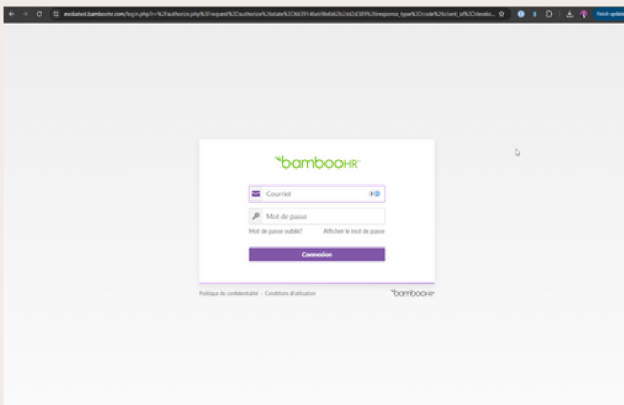 bambooHR
Courriel
Mot de passe
Mot de passe oublié? Afficher le mot de passe
Connexion
Politique de confidentialité - Conditions d'utilisation bambooHR